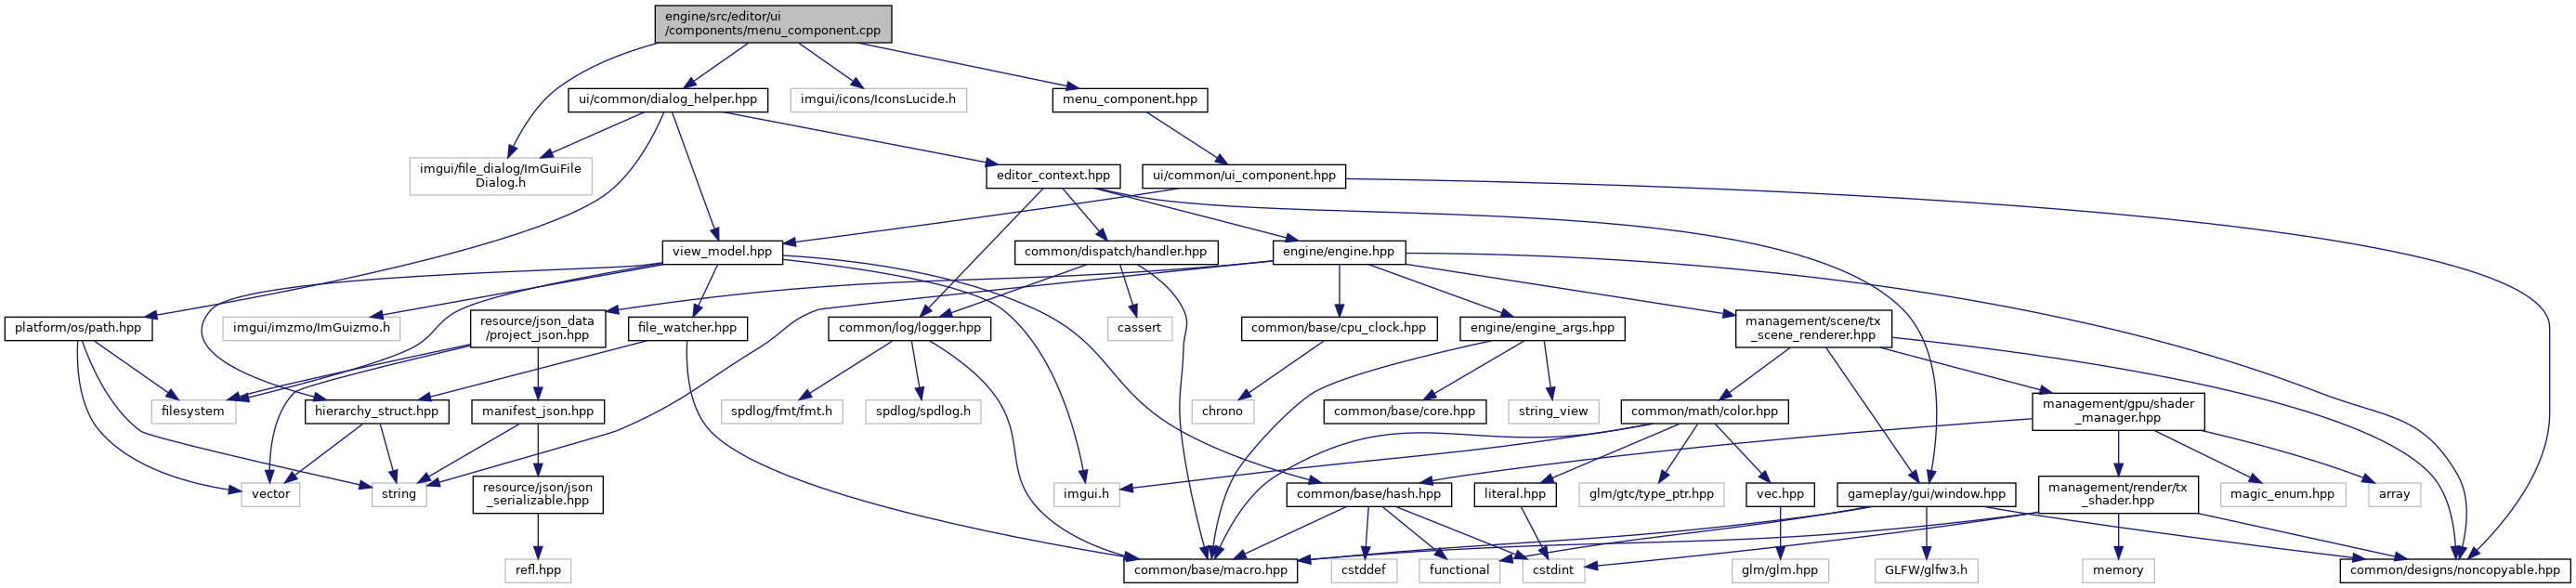 engine/src/editor/ui
/components/menu_component.cpp
ui/common/dialog_helper.hpp
imgui/icons/IconsLucide.h
menu_component.hpp
imgui/file_dialog/ImGuiFile
Dialog.h
editor_context.hpp
ui/common/ui_component.hpp
view_model.hpp
common/dispatch/handler.hpp
engine/engine.hpp
platform/os/path.hpp
imgui/imzmo/ImGuizmo.h
resource/json_data
/project_json.hpp
file_watcher.hpp
common/log/logger.hpp
cassert
common/base/cpu_clock.hpp
engine/engine_args.hpp
management/scene/tx
_scene_renderer.hpp
filesystem
hierarchy_struct.hpp
manifest_json.hpp
spdlog/fmt/fmt.h
spdlog/spdlog.h
chrono
common/base/core.hpp
string_view
common/math/color.hpp
management/gpu/shader
_manager.hpp
vector
string
resource/json/json
_serializable.hpp
imgui.h
common/base/hash.hpp
literal.hpp
glm/gtc/type_ptr.hpp
vec.hpp
gameplay/gui/window.hpp
management/render/tx
_shader.hpp
magic_enum.hpp
array
refl.hpp
common/base/macro.hpp
cstddef
functional
cstdint
glm/glm.hpp
GLFW/glfw3.h
memory
common/designs/noncopyable.hpp